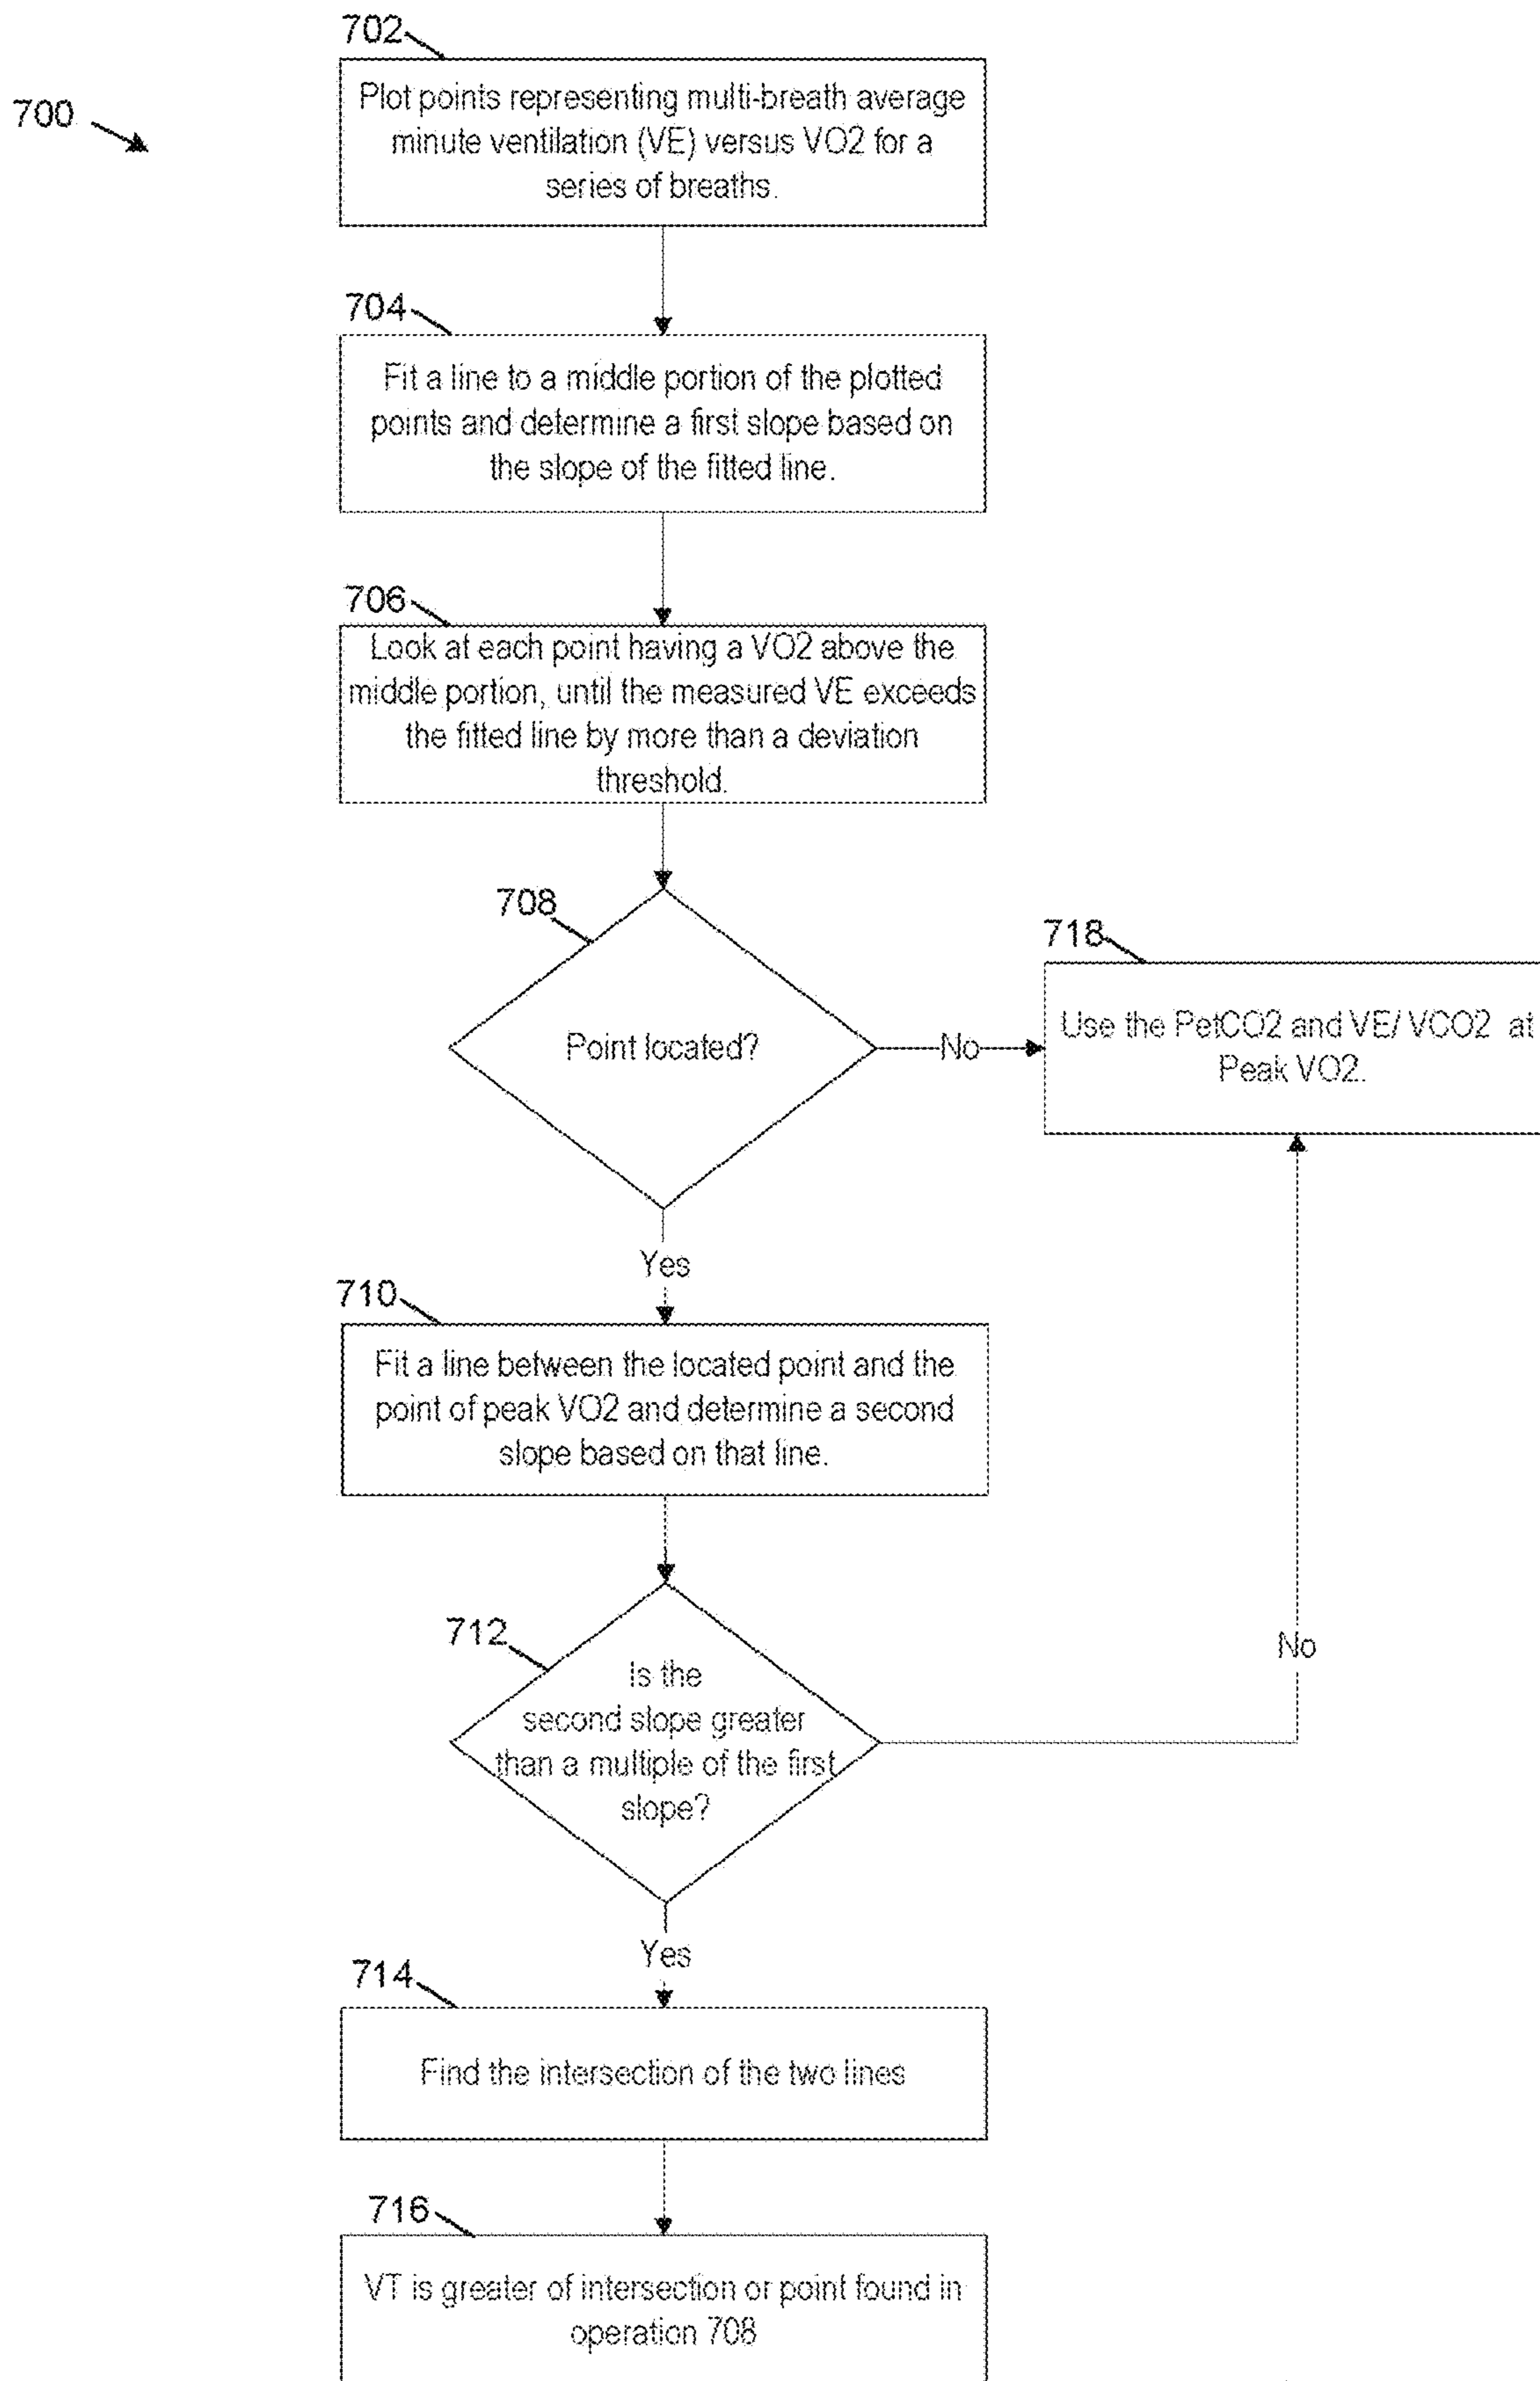 702
700
Plot points representing multi-breath average
minute ventilation (VE) versus VO2 for a
series of breaths.
704
Fit a line to a middle portion of the plotted
points and determine a first slope based on
the slope of the fitted line.
706
Look at each point having a VO2 above the
middle portion, until the measured VE exceeds
the fitted line by more than a deviation
threshold.
708
Point located?
No
718
Use the PetCO2 and VE/ VCO2 at
Peak VO2.
Yes
710
Fit a line between the located point and the
point of peak VO2 and determine a second
slope based on that line.
712
Is the
second slope greater
than a multiple of the first
slope?
No
Yes
714
Find the intersection of the two lines
716
VT is greater of intersection or point found in
operation 708